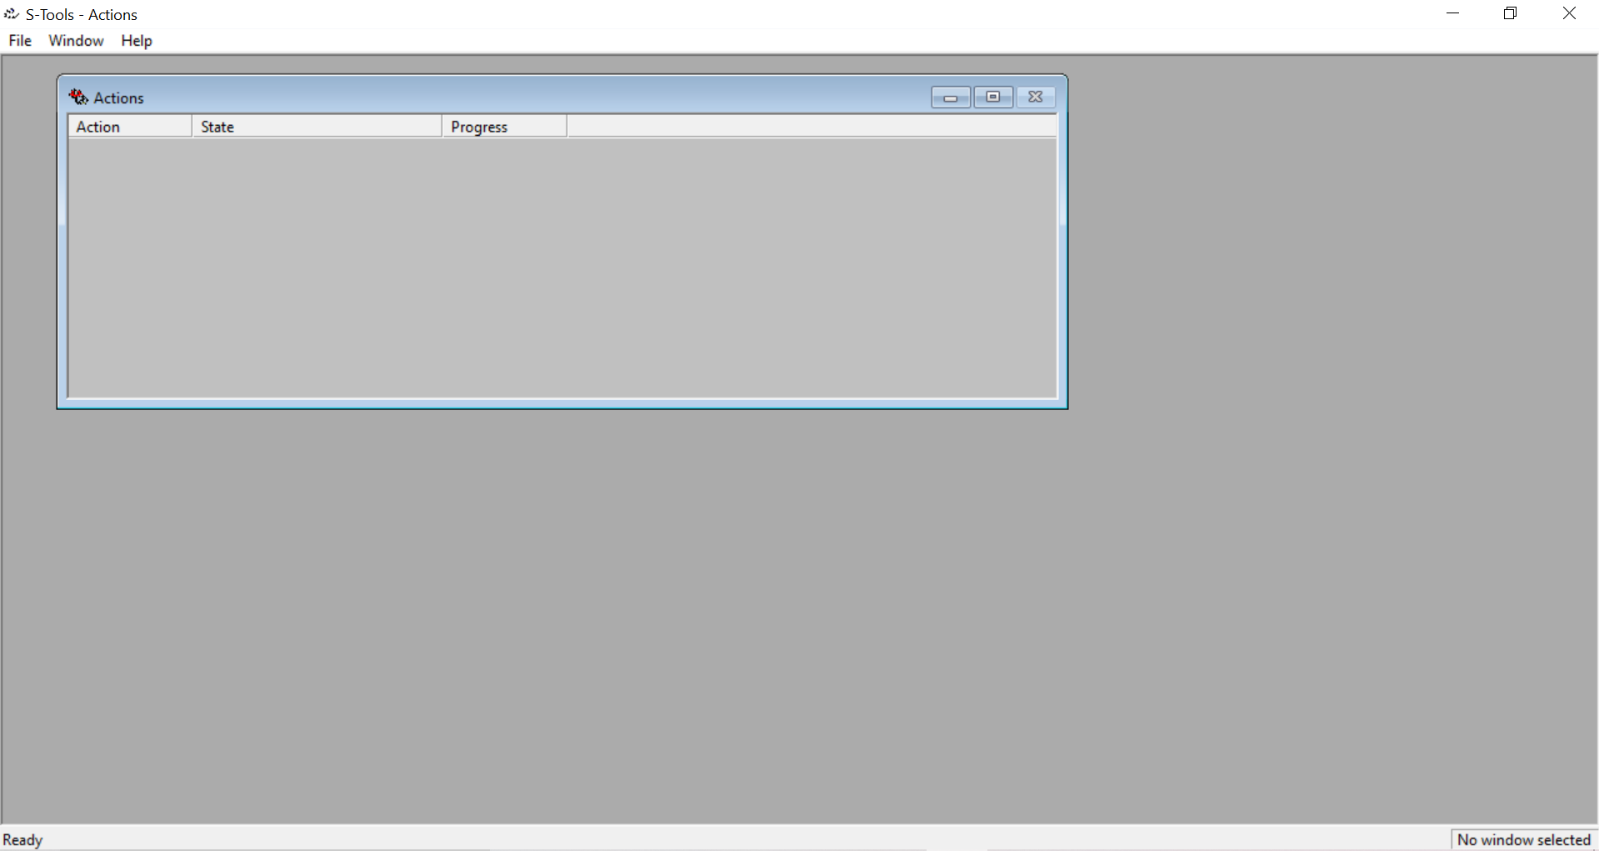 S-Tools - Actions
File Window Help
Actions
Action State Progress
Ready No window selected